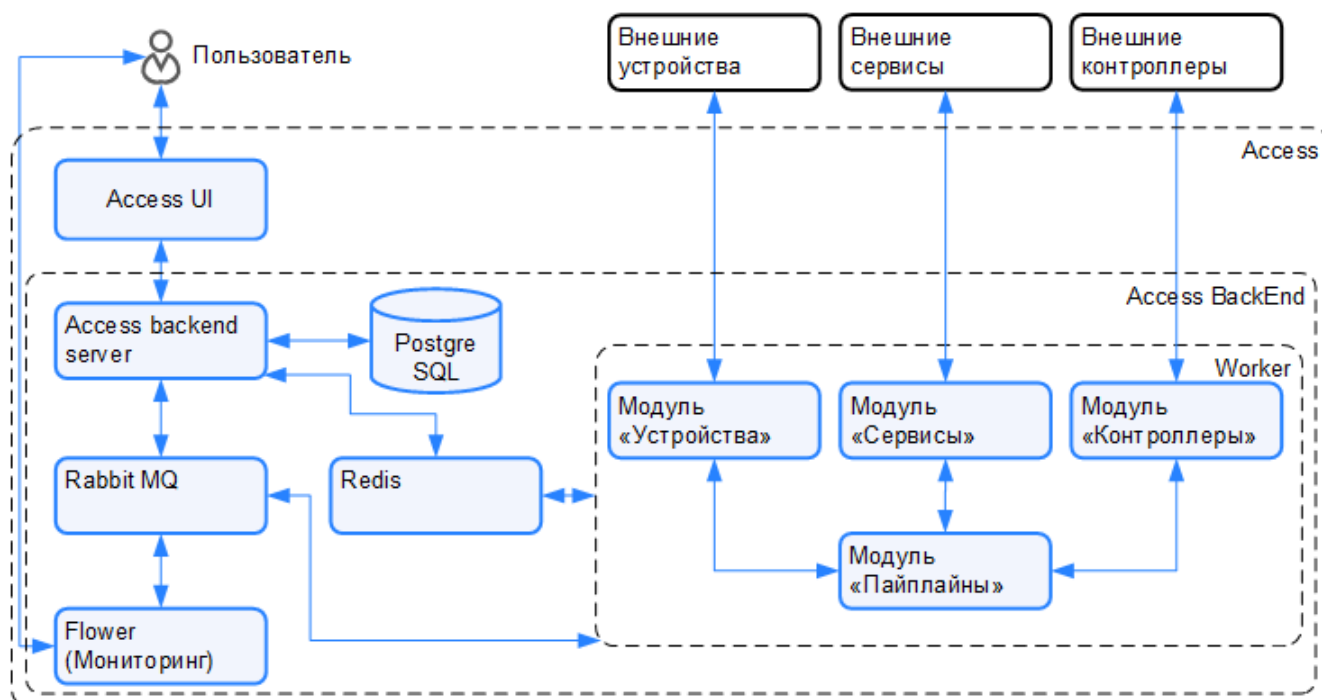 Пользователь
Внешние
устройства
Внешние
сервисы
Внешние
контроллеры
Access
Access UI
Access BackEnd
Access backend
server
Postgre
SQL
Worker
Модуль
«Устройства»
Модуль
«Сервисы»
Модуль
«Контроллеры»
Rabbit MQ
Redis
Модуль
«Пайплайны»
Flower
(Мониторинг)